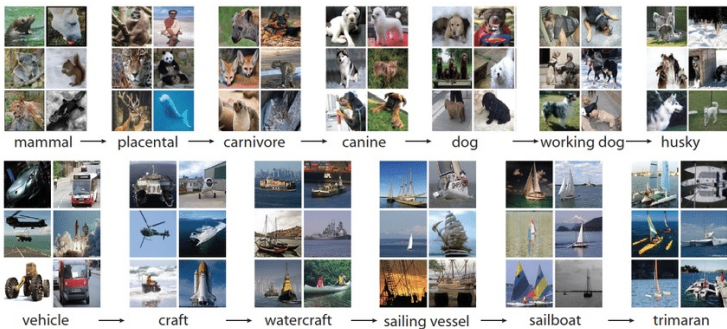 mammal → placental → carnivore → canine → dog → working dog → husky
vehicle → craft → watercraft → sailing vessel → sailboat → trimaran